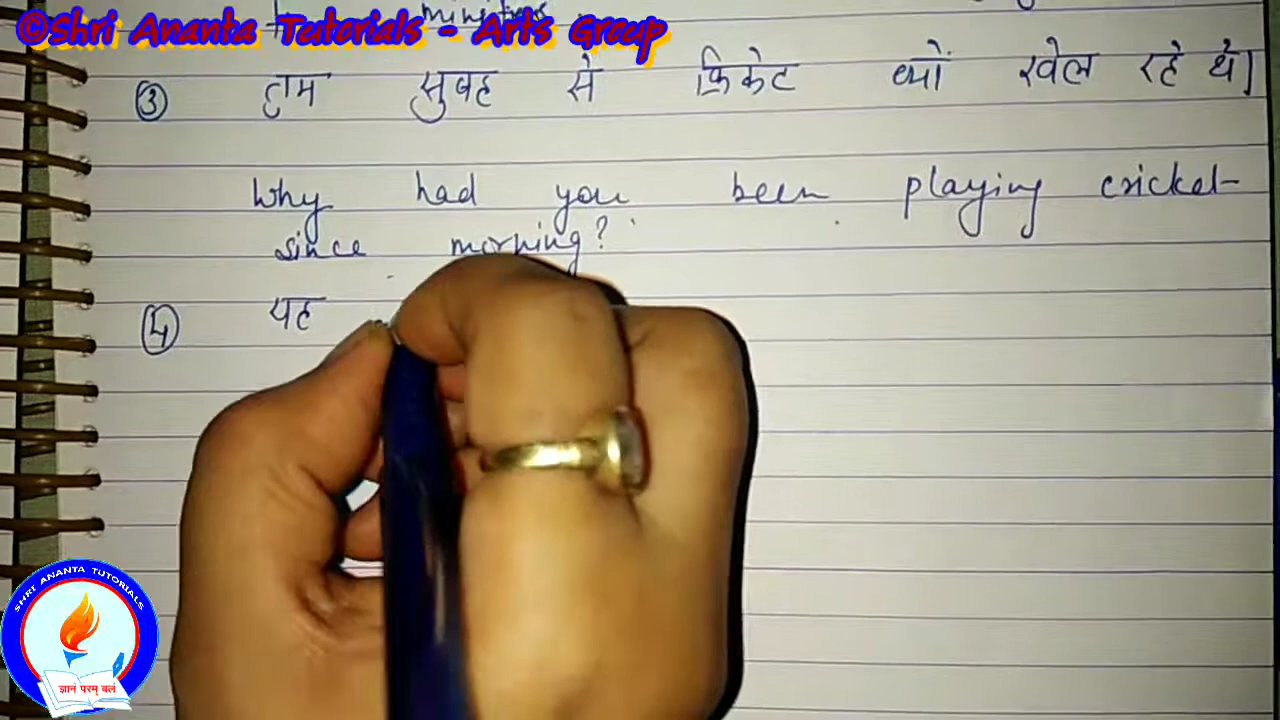 ©Shri Ananta Tutorials - Arts Group
③ तुम सुबह से क्रिकेट क्यों खेल रहे थे|
Why had you been playing cricket
since morning?
④ यह
SHRI ANANTA TUTORIALS
ज्ञानं परम् बलं